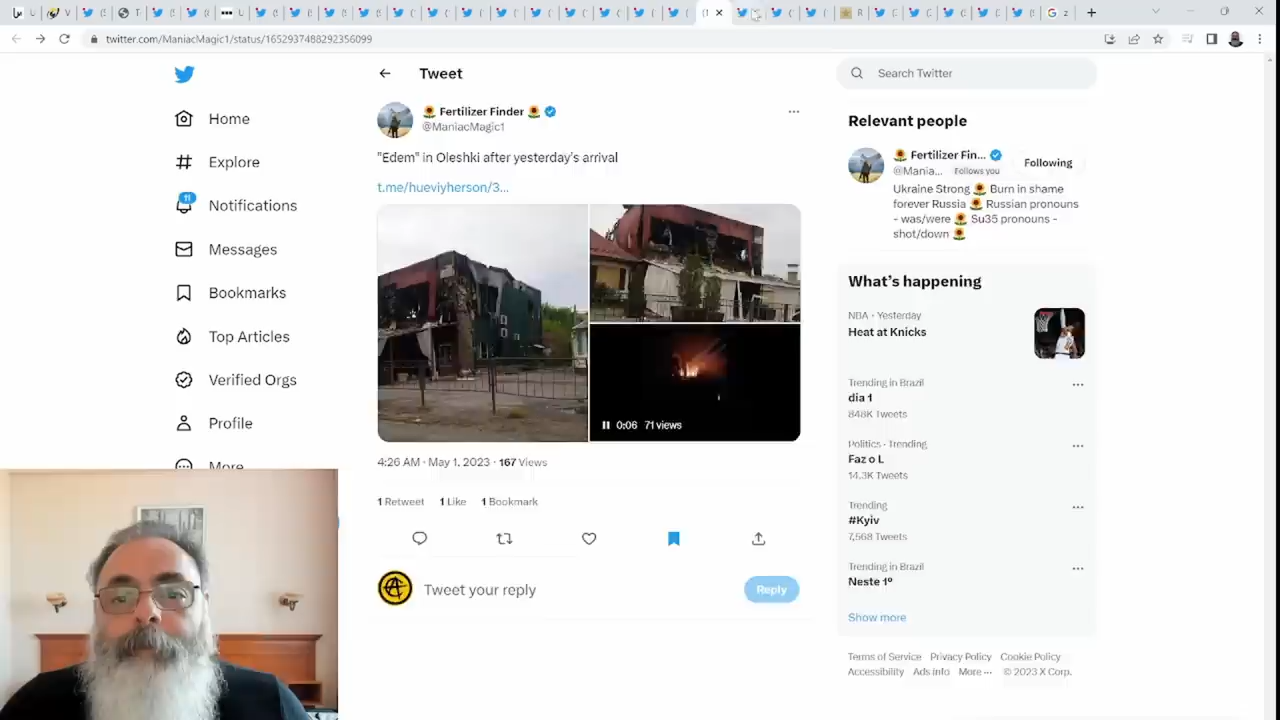 twitter.com/ManiacMagic1/status/1652937488292356099
Home
Explore
11
Notifications
Messages
Bookmarks
Top Articles
Verified Orgs
Profile
More
Tweet
🌻 Fertilizer Finder 🌻
@ManiacMagic1
"Edem" in Oleshki after yesterday's arrival
t.me/hueviyherson/3...
0:06 71 views
4:26 AM · May 1, 2023 · 167 Views
1 Retweet 1 Like 1 Bookmark
Tweet your reply
Reply
Search Twitter
Relevant people
🌻 Fertilizer Fin...
@Mania... Follows you
Following
Ukraine Strong 🌻 Burn in shame
forever Russia 🌻 Russian pronouns
- was/were 🌻 Su35 pronouns -
shot/down 🌻
What's happening
NBA · Yesterday
Heat at Knicks
Trending in Brazil
dia 1
848K Tweets
Politics · Trending
Faz o L
14.3K Tweets
Trending
#Kyiv
7,568 Tweets
Trending in Brazil
Neste 1º
Show more
Terms of Service Privacy Policy Cookie Policy
Accessibility Ads info More ··· © 2023 X Corp.